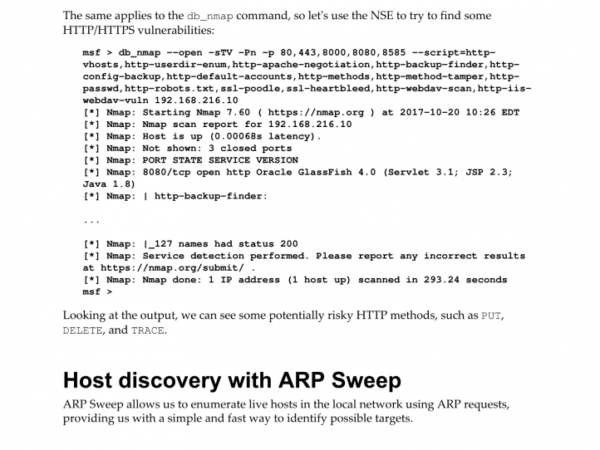 The same applies to the db_nmap command, so let's use the NSE to try to find some
HTTP/HTTPS vulnerabilities:
msf > db_nmap --open -sTV -Pn -p 80,443,8000,8080,8585 --script=http-
vhosts,http-userdir-enum,http-apache-negotiation,http-backup-finder,http-
config-backup,http-default-accounts,http-methods,http-method-tamper,http-
passwd,http-robots.txt,ssl-poodle,ssl-heartbleed,http-webdav-scan,http-iis-
webdav-vuln 192.168.216.10
[*] Nmap: Starting Nmap 7.60 ( https://nmap.org ) at 2017-10-20 10:26 EDT
[*] Nmap: Nmap scan report for 192.168.216.10
[*] Nmap: Host is up (0.00068s latency).
[*] Nmap: Not shown: 3 closed ports
[*] Nmap: PORT STATE SERVICE VERSION
[*] Nmap: 8080/tcp open http Oracle GlassFish 4.0 (Servlet 3.1; JSP 2.3;
Java 1.8)
[*] Nmap: | http-backup-finder:
...
[*] Nmap: |_127 names had status 200
[*] Nmap: Service detection performed. Please report any incorrect results
at https://nmap.org/submit/ .
[*] Nmap: Nmap done: 1 IP address (1 host up) scanned in 293.24 seconds
msf >
Looking at the output, we can see some potentially risky HTTP methods, such as PUT,
DELETE, and TRACE.
Host discovery with ARP Sweep
ARP Sweep allows us to enumerate live hosts in the local network using ARP requests,
providing us with a simple and fast way to identify possible targets.